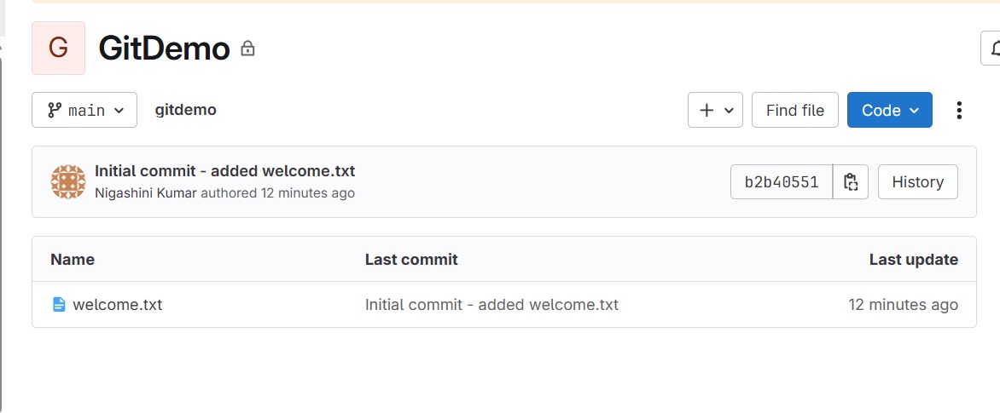 G GitDemo
main gitdemo + Find file Code
Initial commit - added welcome.txt
Nigashini Kumar authored 12 minutes ago
b2b40551 History
Name Last commit Last update
welcome.txt Initial commit - added welcome.txt 12 minutes ago